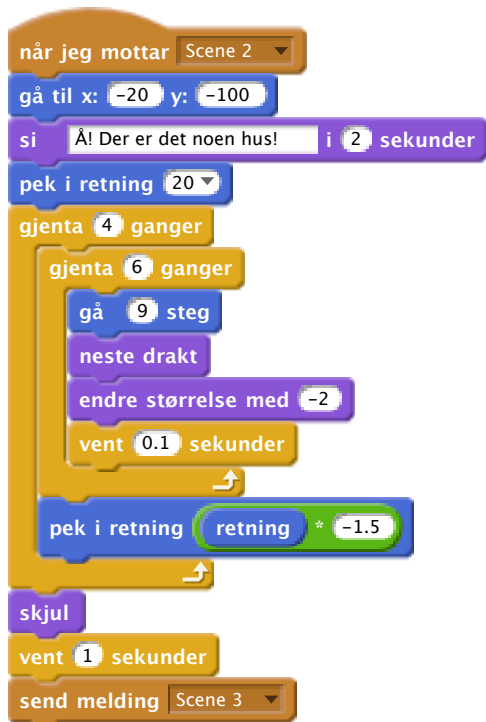 når jeg mottar Scene 2
gå til x: -20 y: -100
si Å! Der er det noen hus! i 2 sekunder
pek i retning 20
gjenta 4 ganger
gjenta 6 ganger
gå 9 steg
neste drakt
endre størrelse med -2
vent 0.1 sekunder
pek i retning retning * -1.5
skjul
vent 1 sekunder
send melding Scene 3